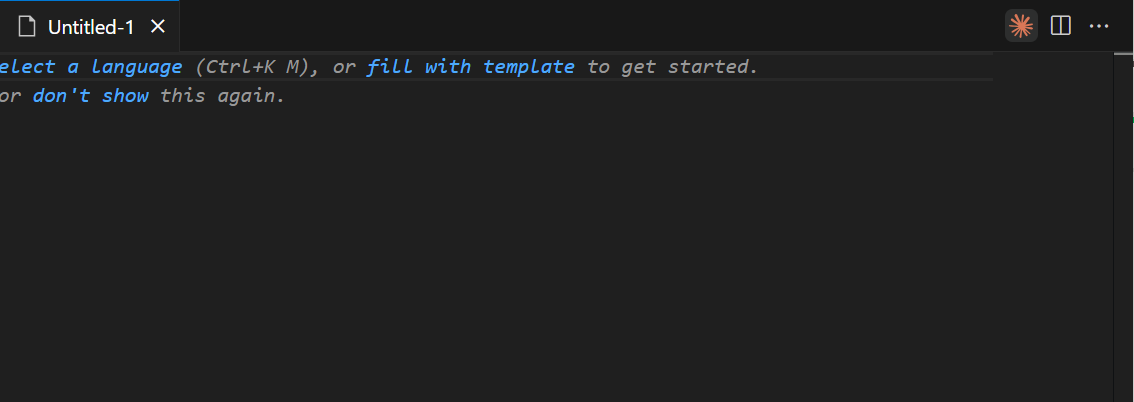 Untitled-1
elect a language (Ctrl+K M), or fill with template to get started.
or don't show this again.